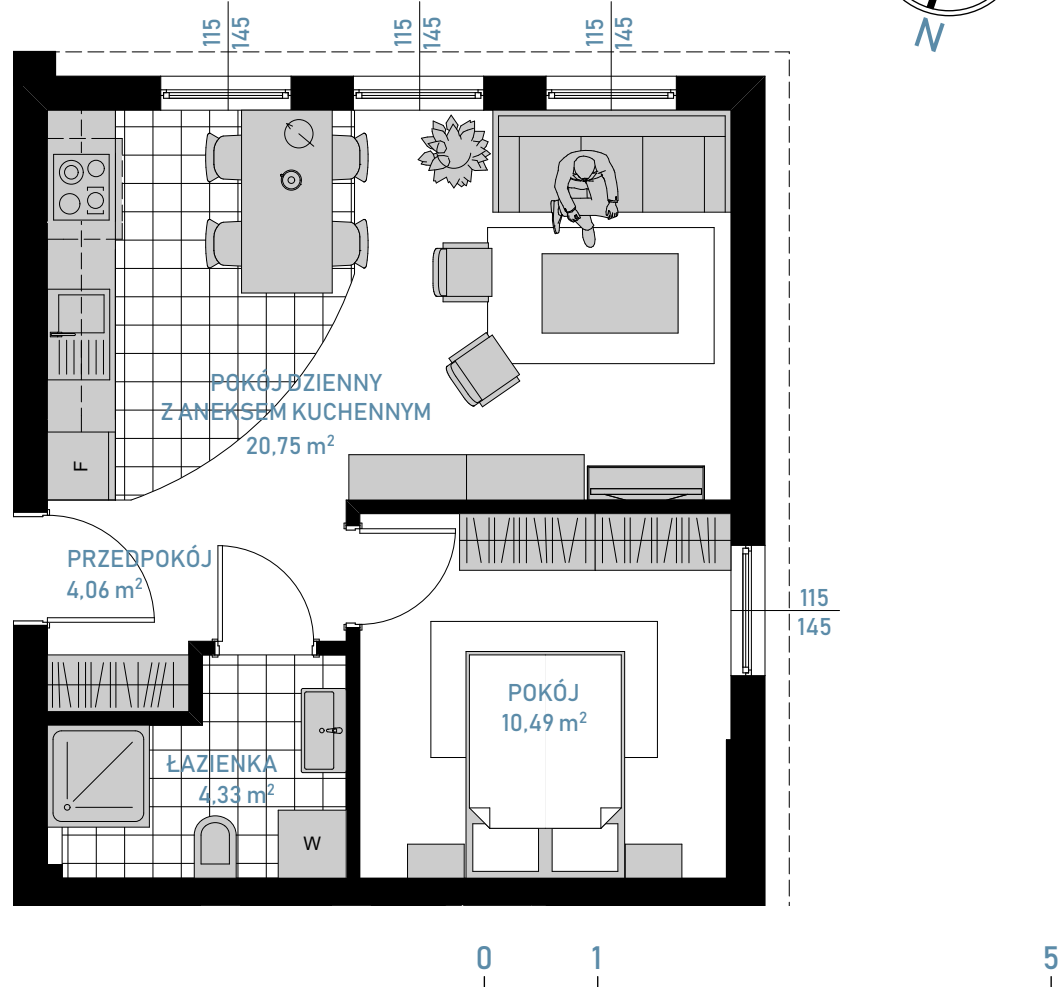 N
115
145
115
145
115
145
POKÓJ DZIENNY
Z ANEKSEM KUCHENNYM
20,75 m²
F
PRZEDPOKÓJ
4,06 m²
115
145
POKÓJ
10,49 m²
ŁAZIENKA
4,33 m²
W
0 1 5